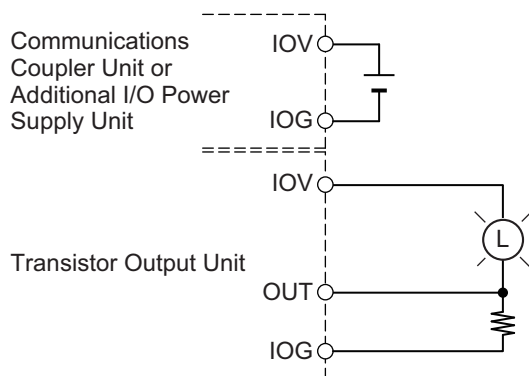 Communications
Coupler Unit or
Additional I/O Power
Supply Unit
IOV
IOG
Transistor Output Unit
IOV
L
OUT
IOG